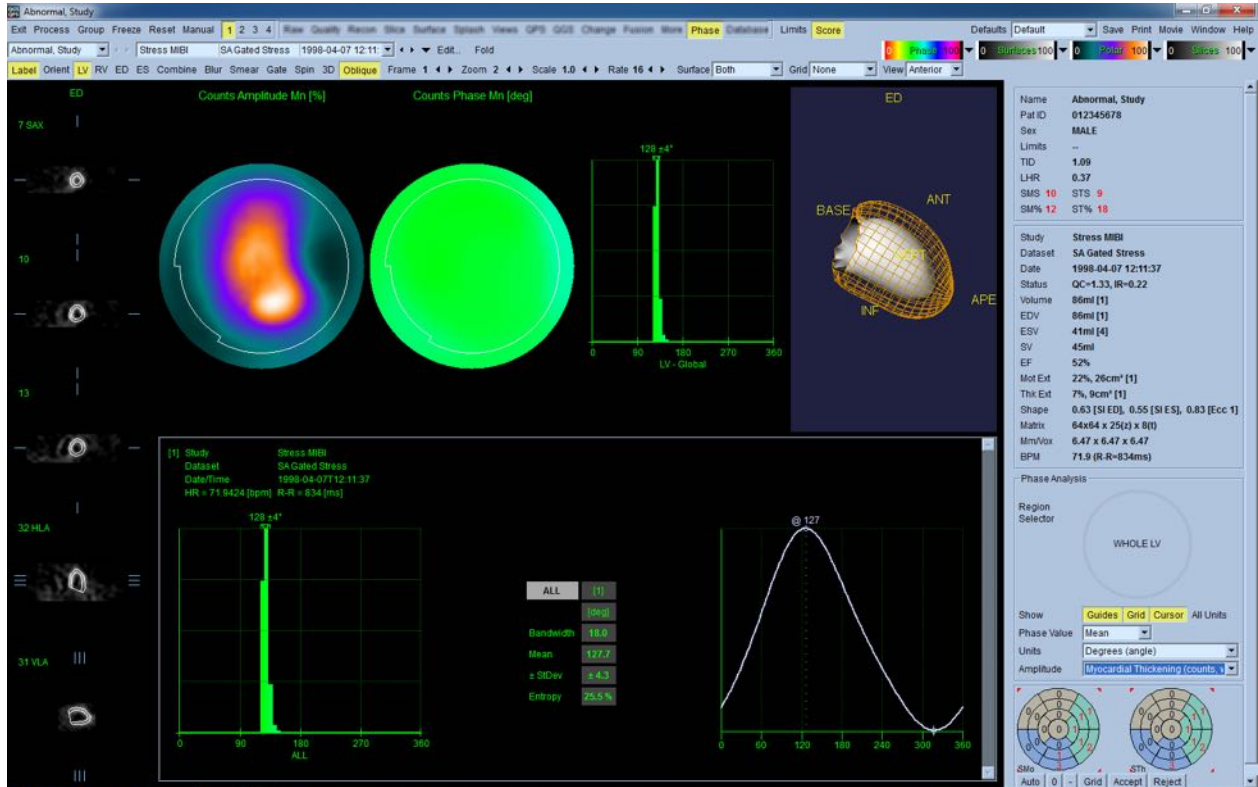 Abnormal, Study
Exit Process Group Freeze Reset Manual 1 2 3 4 Raw Quality Recon Slice Surface Splash Views QPS QGS Change Fusion More Phase Database Limits Score Defaults Default Save Print Movie Window Help
Abnormal, Study Stress MIBI SA Gated Stress 1998-04-07 12:11: Edit... Fold 0 Phase 100 0 Surfaces 100 0 Polar 100 0 Slices 100
Label Orient LV RV ED ES Combine Blur Smear Gate Spin 3D Oblique Frame 1 Zoom 2 Scale 1.0 Rate 16 Surface Both Grid None View Anterior
ED
7 SAX
10
13
32 HLA
31 VLA
Counts Amplitude Mn [%]
Counts Phase Mn [deg]
128 ±4°
0 90 180 270 360
LV - Global
ED
BASE
ANT
SEPT
INF
APE
[1] Study Stress MIBI
Dataset SA Gated Stress
Date/Time 1998-04-07T12:11:37
HR = 71.9424 [bpm] R-R = 834 [ms]
128 ±4°
0 90 180 270 360
ALL
ALL [1]
[deg]
Bandwidth 18.0
Mean 127.7
± StDev ± 4.3
Entropy 25.5 %
@ 127
0 60 120 180 240 300 360
Name Abnormal, Study
Pat ID 012345678
Sex MALE
Limits --
TID 1.09
LHR 0.37
SMS 10 STS 9
SM% 12 ST% 18
Study Stress MIBI
Dataset SA Gated Stress
Date 1998-04-07 12:11:37
Status QC=1.33, IR=0.22
Volume 86ml [1]
EDV 86ml [1]
ESV 41ml [4]
SV 45ml
EF 52%
Mot Ext 22%, 26cm² [1]
Thk Ext 7%, 9cm² [1]
Shape 0.63 [SI ED], 0.55 [SI ES], 0.83 [Ecc 1]
Matrix 64x64 x 25(z) x 8(t)
Mm/Vox 6.47 x 6.47 x 6.47
BPM 71.9 (R-R=834ms)
Phase Analysis
Region
Selector
WHOLE LV
Show Guides Grid Cursor All Units
Phase Value Mean
Units Degrees (angle)
Amplitude Myocardial Thickening (counts,
SMo
STh
Auto 0 - Grid Accept Reject